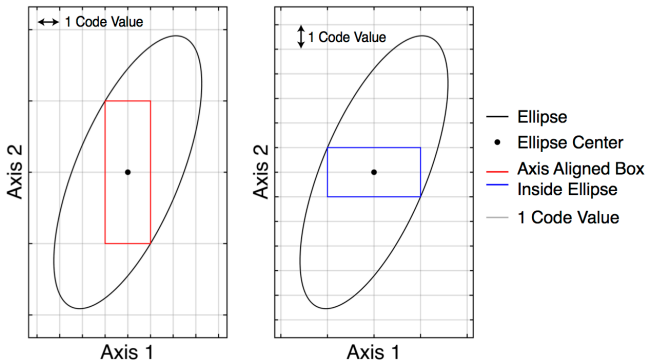 1 Code Value
Axis 2
Axis 1
1 Code Value
Axis 2
Axis 1
Ellipse
Ellipse Center
Axis Aligned Box
Inside Ellipse
1 Code Value